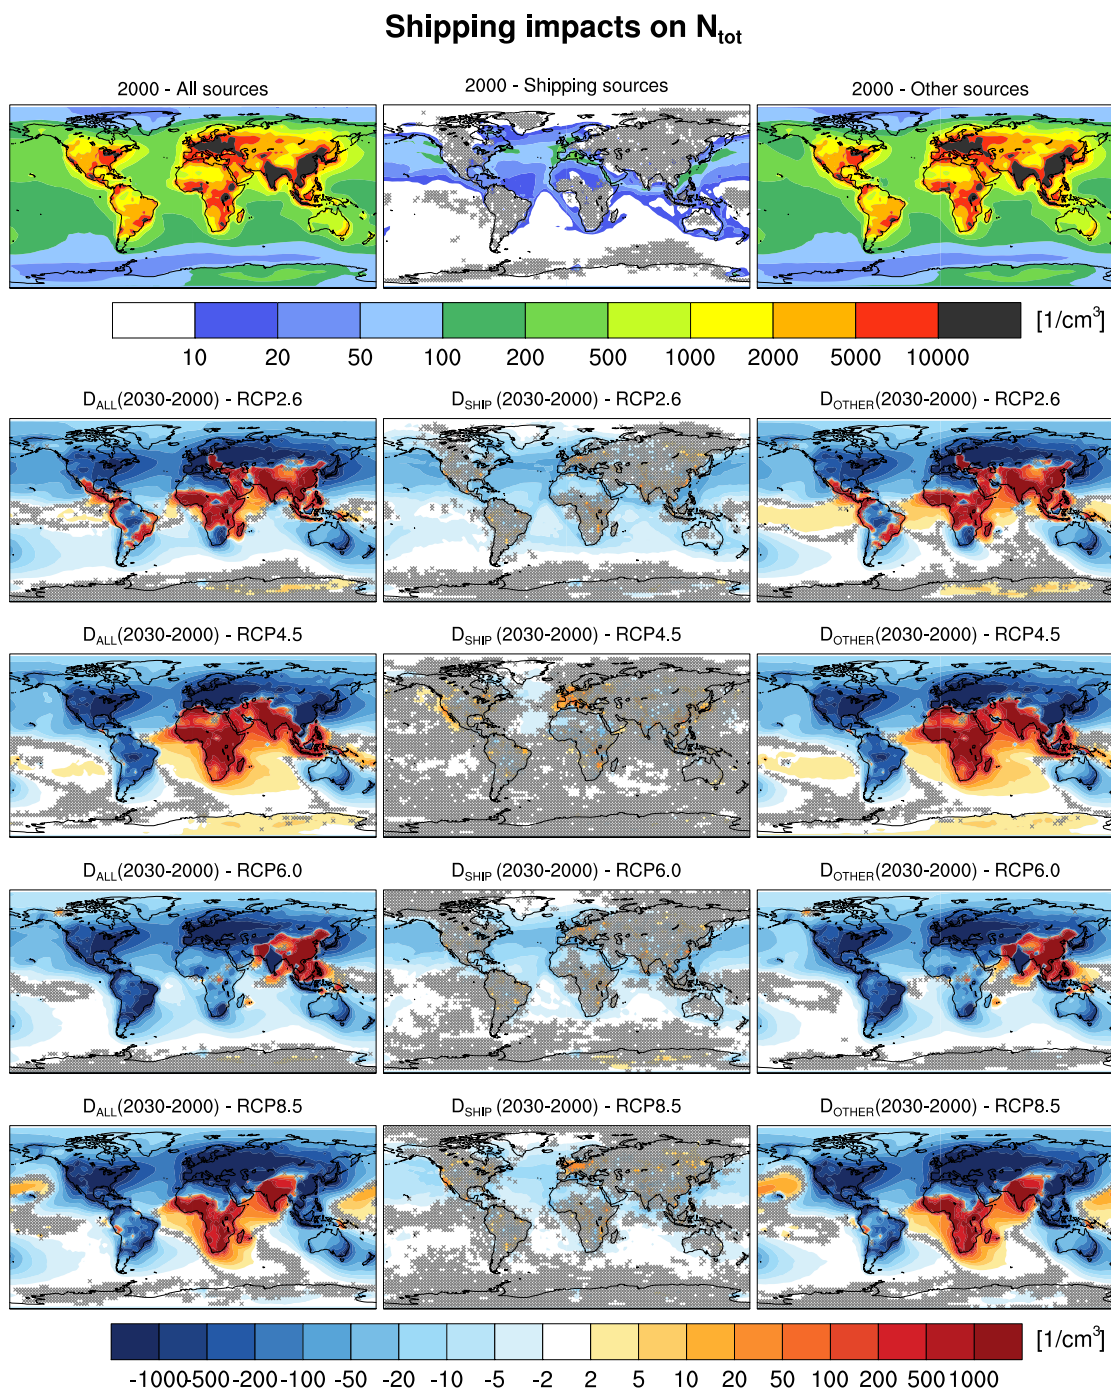 Shipping impacts on Ntot
2000 - All sources
2000 - Shipping sources
2000 - Other sources
10 20 50 100 200 500 1000 2000 5000 10000
[1/cm³]
DALL(2030-2000) - RCP2.6
DSHIP (2030-2000) - RCP2.6
DOTHER(2030-2000) - RCP2.6
DALL(2030-2000) - RCP4.5
DSHIP (2030-2000) - RCP4.5
DOTHER(2030-2000) - RCP4.5
DALL(2030-2000) - RCP6.0
DSHIP (2030-2000) - RCP6.0
DOTHER(2030-2000) - RCP6.0
DALL(2030-2000) - RCP8.5
DSHIP (2030-2000) - RCP8.5
DOTHER(2030-2000) - RCP8.5
[1/cm³]
-1000 -500 -200 -100 -50 -20 -10 -5 -2 2 5 10 20 50 100 200 500 1000